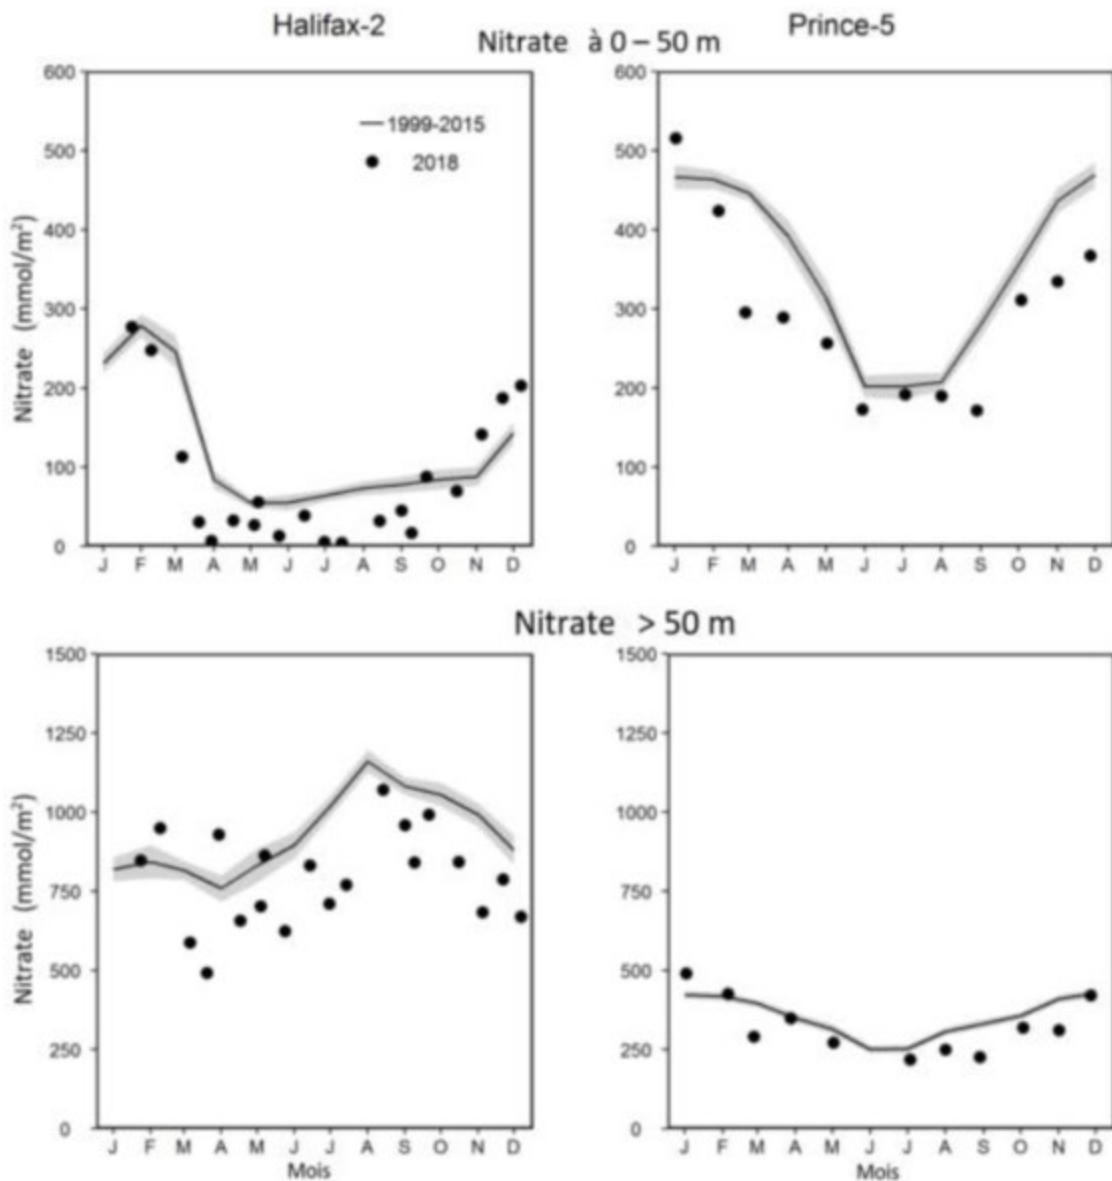 Halifax-2
Prince-5
Nitrate à 0 – 50 m
600
500
400
300
200
100
0
Nitrate (mmol/m²)
1999-2015
2018
J F M A M J J A S O N D
600
500
400
300
200
100
0
J F M A M J J A S O N D
Nitrate > 50 m
1500
1250
1000
750
500
250
0
Nitrate (mmol/m²)
J F M A M J J A S O N D
Mois
1500
1250
1000
750
500
250
0
J F M A M J J A S O N D
Mois